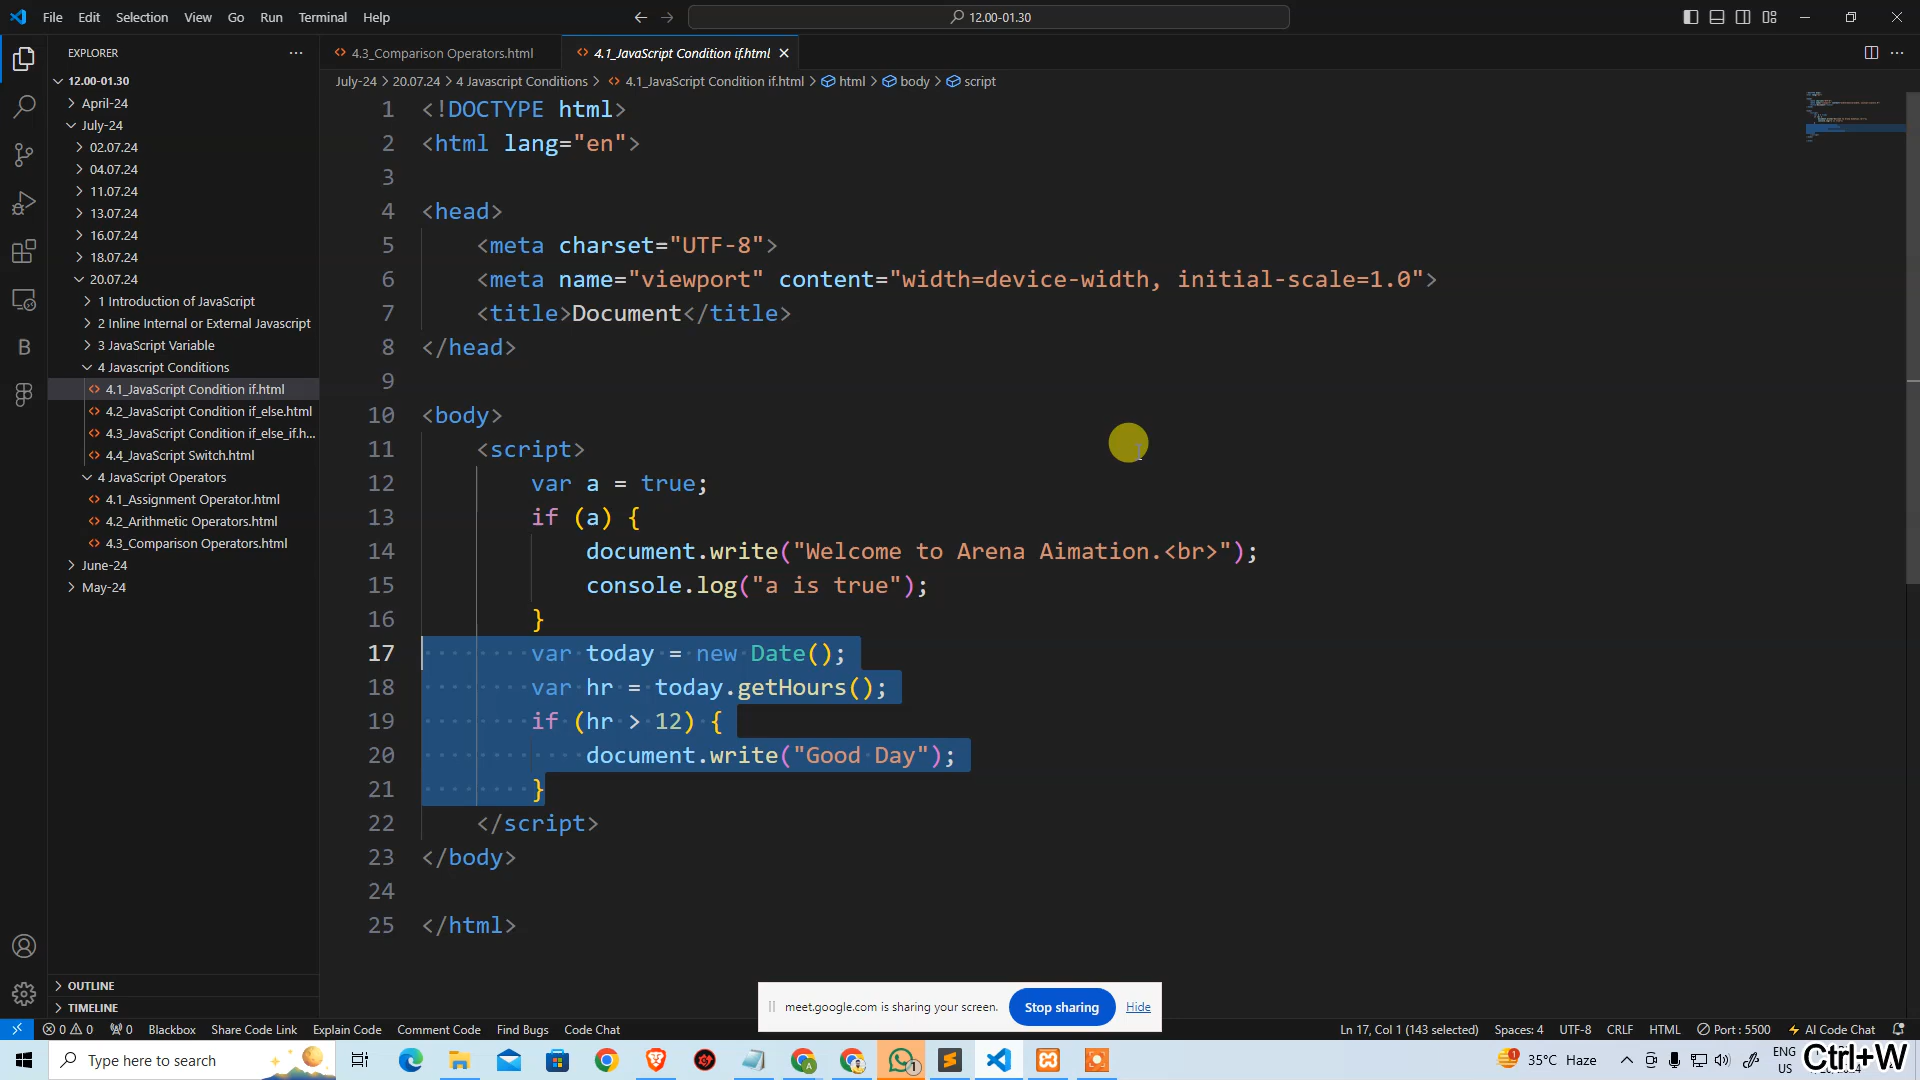 File Edit Selection View Go Run Terminal Help
12.00-01.30
EXPLORER
4.3_Comparison Operators.html
4.1_JavaScript Condition if.html
12.00-01.30
July-24 > 20.07.24 > 4 Javascript Conditions > 4.1_JavaScript Condition if.html > html > body > script
April-24
July-24
02.07.24
04.07.24
11.07.24
13.07.24
16.07.24
18.07.24
20.07.24
1 Introduction of JavaScript
2 Inline Internal or External Javascript
3 JavaScript Variable
4 Javascript Conditions
4.1_JavaScript Condition if.html
4.2_JavaScript Condition if_else.html
4.3_JavaScript Condition if_else_if.h...
4.4_JavaScript Switch.html
4 JavaScript Operators
4.1_Assignment Operator.html
4.2_Arithmetic Operators.html
4.3_Comparison Operators.html
June-24
May-24
OUTLINE
TIMELINE
1 <!DOCTYPE html>
2 <html lang="en">
3
4 <head>
5 <meta charset="UTF-8">
6 <meta name="viewport" content="width=device-width, initial-scale=1.0">
7 <title>Document</title>
8 </head>
9
10 <body>
11 <script>
12 var a = true;
13 if (a) {
14 document.write("Welcome to Arena Aimation.<br>");
15 console.log("a is true");
16 }
17 var today = new Date();
18 var hr = today.getHours();
19 if (hr > 12) {
20 document.write("Good Day");
21 }
22 </script>
23 </body>
24
25 </html>
meet.google.com is sharing your screen. Stop sharing Hide
0 0 0 Blackbox Share Code Link Explain Code Comment Code Find Bugs Code Chat Ln 17, Col 1 (143 selected) Spaces: 4 UTF-8 CRLF HTML Port : 5500 AI Code Chat
Type here to search
35°C Haze
ENG
US
Ctrl+W